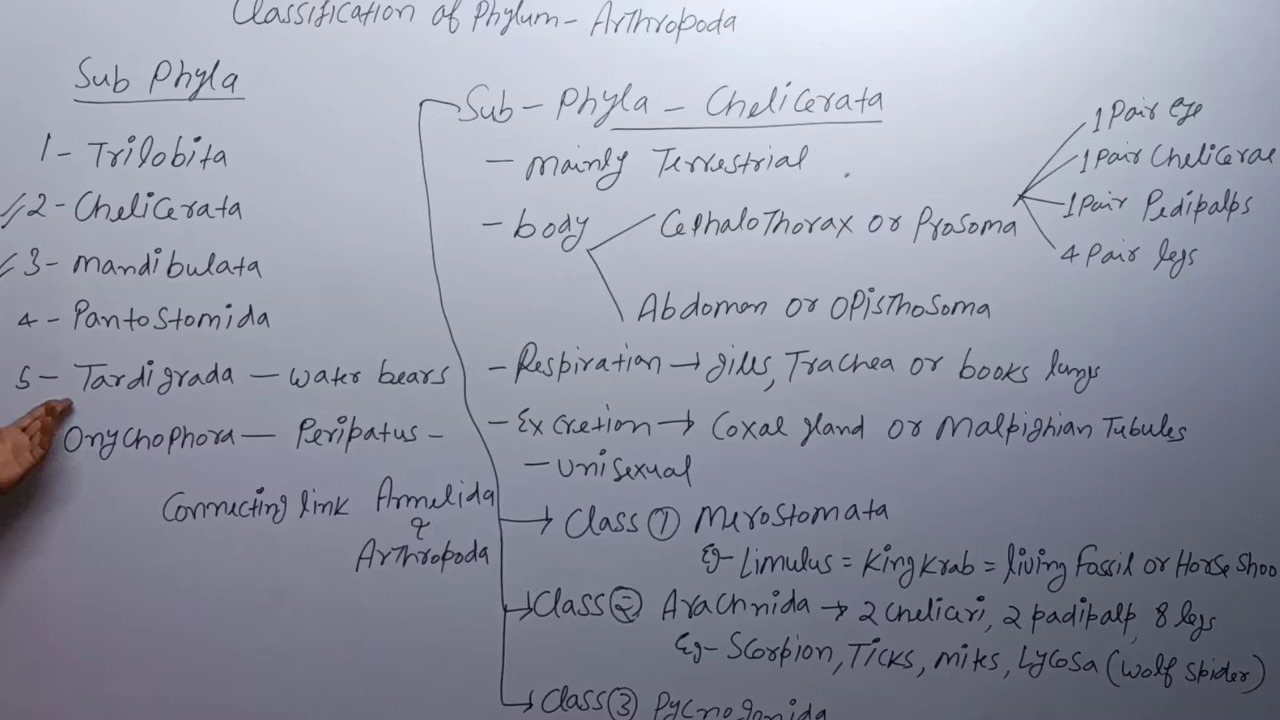 Classification of Phylum - Arthropoda
Sub Phyla
1 - Trilobita
2 - Chelicerata
3 - Mandibulata
4 - Pantostomida
5 - Tardigrada - water bears
Onychophora - Peripatus -
Connecting link Annelida
&
Arthropoda
Sub - Phyla - Chelicerata
- Mainly Terrestrial
- body
Cephalothorax or Prosoma
1 Pair eye
1 Pair Chelicerae
1 Pair Pedipalps
4 Pair legs
Abdoman or Opisthosoma
- Respiration → gills, Trachea or books lungs
- Excretion → Coxal gland or Malpighian Tubules
- Unisexual
→ Class ① Merostomata
Eg - Limulus = King Krab = living Fossil or Horse Shoo
→ Class ② Arachnida → 2 cheliceri, 2 padipalp, 8 legs
Eg - Scorpion, Ticks, mites, Lycosa (Wolf Spider)
→ Class ③ Pycnogonida